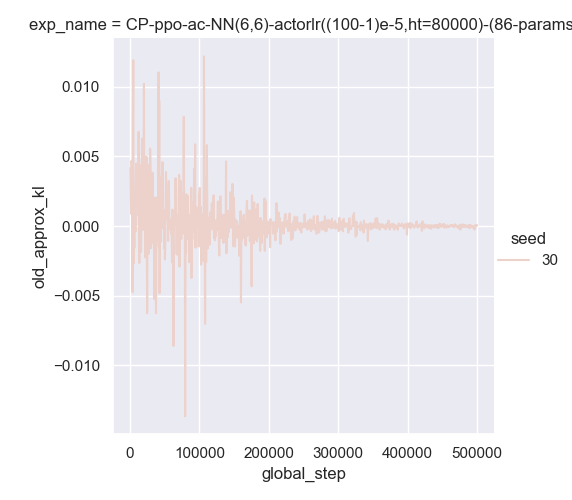 exp_name = CP-ppo-ac-NN(6,6)-actorlr((100-1)e-5,ht=80000)-(86-params
0.010
0.005
0.000
−0.005
−0.010
old_approx_kl
seed
30
0 100000 200000 300000 400000 500000
global_step